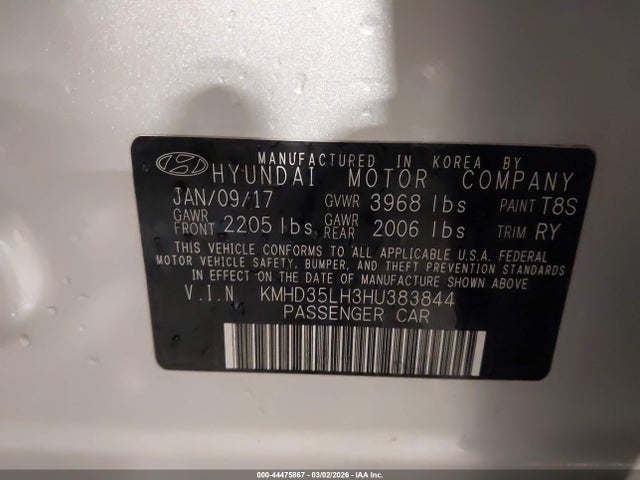 MANUFACTURED IN KOREA BY
HYUNDAI MOTOR COMPANY
JAN/09/17 GVWR 3968 lbs PAINT T8S
GAWR FRONT 2205 lbs GAWR REAR 2006 lbs TRIM RY
THIS VEHICLE CONFORMS TO ALL APPLICABLE U.S.A. FEDERAL
MOTOR VEHICLE SAFETY, BUMPER, AND THEFT PREVENTION STANDARDS
IN EFFECT ON THE DATE OF MANUFACTURE SHOWN ABOVE
V.I.N KMHD35LH3HU383844
PASSENGER CAR
000-44475867 | 03/02/2026 | IAA Inc.